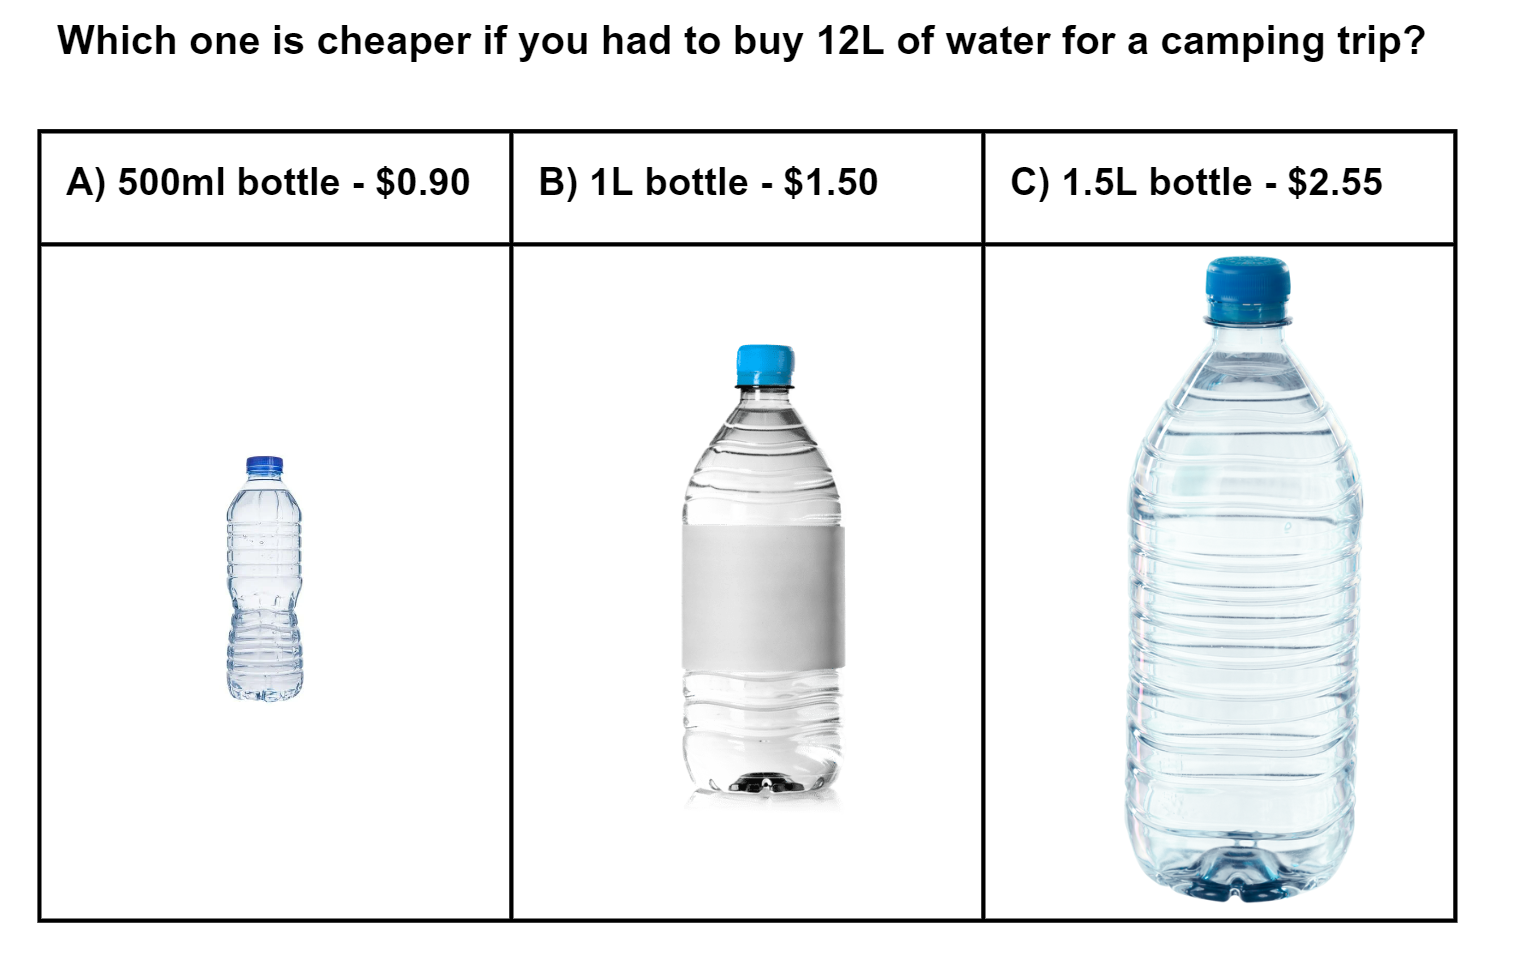 Which one is cheaper if you had to buy 12L of water for a camping trip?
A) 500ml bottle - $0.90
B) 1L bottle - $1.50
C) 1.5L bottle - $2.55